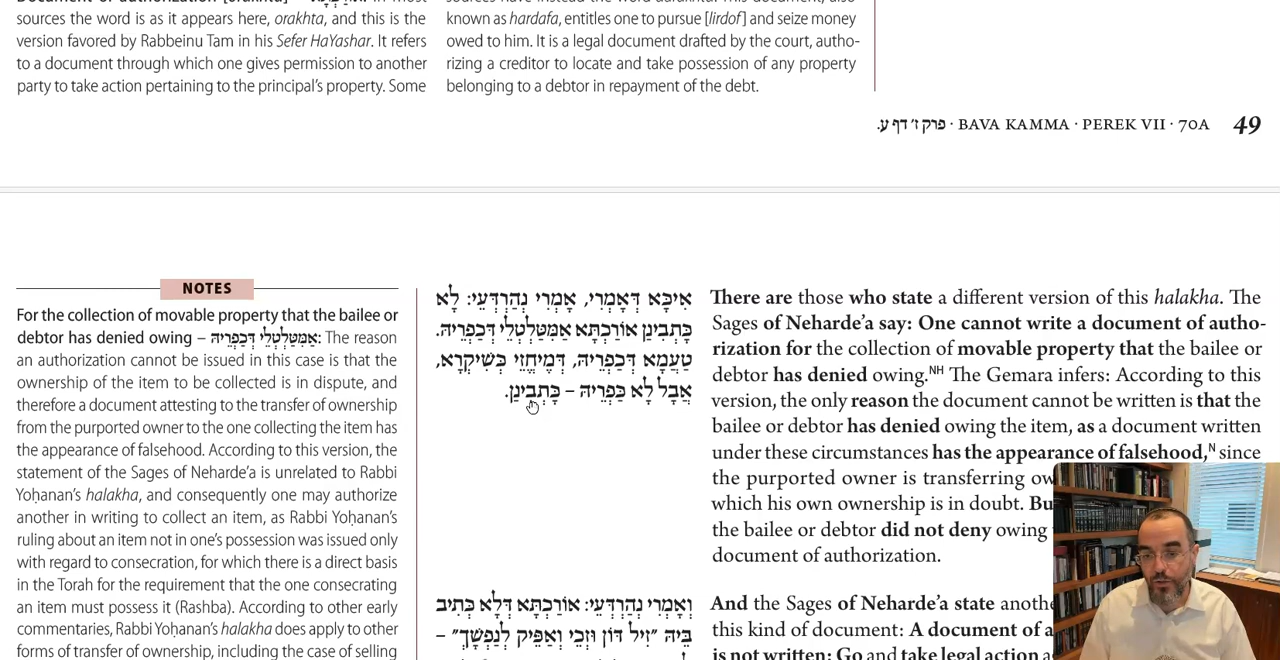 sources the word is as it appears here, orakhta, and this is the
version favored by Rabbeinu Tam in his Sefer HaYashar. It refers
to a document through which one gives permission to another
party to take action pertaining to the principal's property. Some
known as hardafa, entitles one to pursue [lirdof] and seize money
owed to him. It is a legal document drafted by the court, autho-
rizing a creditor to locate and take possession of any property
belonging to a debtor in repayment of the debt.
פרק ז׳ דף ע. · BAVA KAMMA · PEREK VII · 70A 49
NOTES
For the collection of movable property that the bailee or
debtor has denied owing – אַמִּטַּלְטְלֵי דְּכַפְרֵיהּ: The reason
an authorization cannot be issued in this case is that the
ownership of the item to be collected is in dispute, and
therefore a document attesting to the transfer of ownership
from the purported owner to the one collecting the item has
the appearance of falsehood. According to this version, the
statement of the Sages of Neharde'a is unrelated to Rabbi
Yoḥanan's halakha, and consequently one may authorize
another in writing to collect an item, as Rabbi Yoḥanan's
ruling about an item not in one's possession was issued only
with regard to consecration, for which there is a direct basis
in the Torah for the requirement that the one consecrating
an item must possess it (Rashba). According to other early
commentaries, Rabbi Yoḥanan's halakha does apply to other
forms of transfer of ownership, including the case of selling
אִיכָּא דְּאָמְרִי, אָמְרִי נְהַרְדְּעֵי: לָא
כָּתְבִינַן אוֹרַכְתָּא אַמִּטַּלְטְלֵי דְּכַפְרֵיהּ.
טַעְמָא דְּכַפְרֵיהּ, דְּמֵיחֱזֵי כְּשִׁיקְרָא,
אֲבָל לָא כַּפְרֵיהּ – כָּתְבִינַן.
וְאָמְרִי נְהַרְדְּעֵי: אוֹרַכְתָּא דְּלָא כְּתִיב
בֵּיהּ ״זִיל דּוֹן וּזְכֵי וְאַפֵּיק לְנַפְשָׁךְ״ –
There are those who state a different version of this halakha. The
Sages of Neharde'a say: One cannot write a document of autho-
rization for the collection of movable property that the bailee or
debtor has denied owing.NH The Gemara infers: According to this
version, the only reason the document cannot be written is that the
bailee or debtor has denied owing the item, as a document written
under these circumstances has the appearance of falsehood,N since
the purported owner is transferring
which his own ownership is in doubt.
the bailee or debtor did not deny owing
document of authorization.
And the Sages of Neharde'a state
this kind of document: A document of
is not written: Go and take legal action